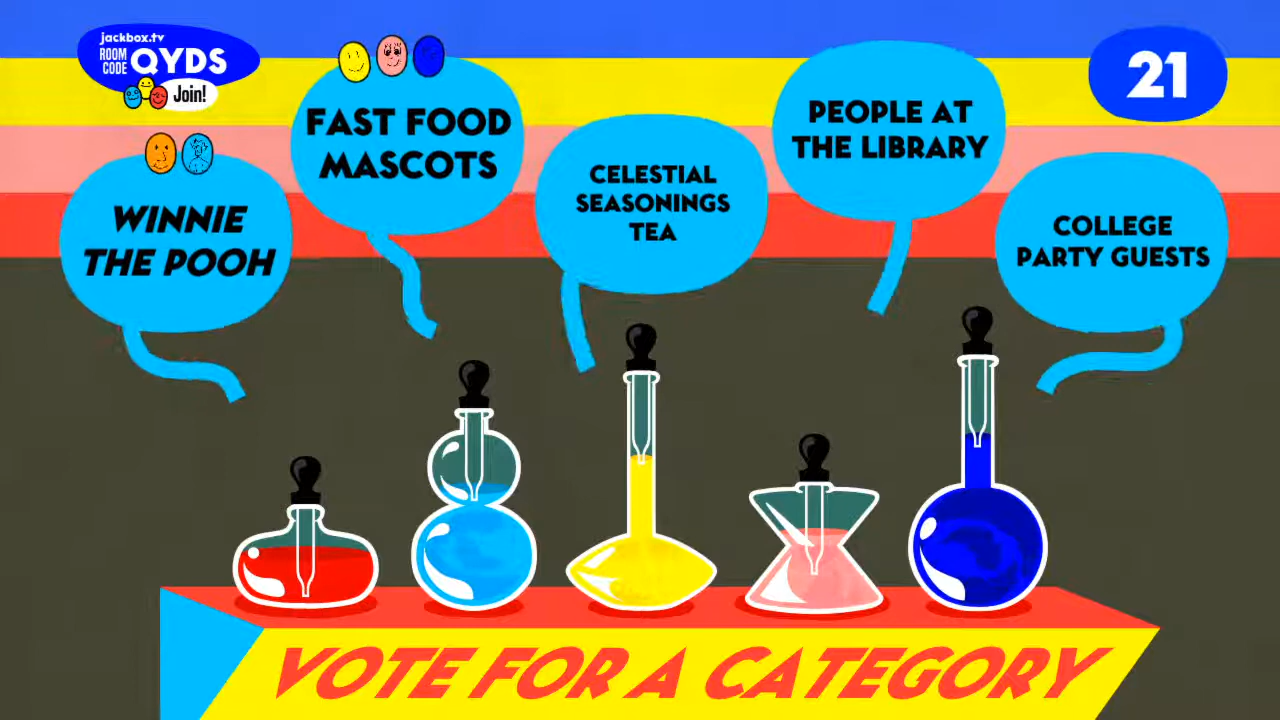 jackbox.tv
ROOM
CODE
QYDS
Join!
21
WINNIE
THE POOH
FAST FOOD
MASCOTS
CELESTIAL
SEASONINGS
TEA
PEOPLE AT
THE LIBRARY
COLLEGE
PARTY GUESTS
VOTE FOR A CATEGORY